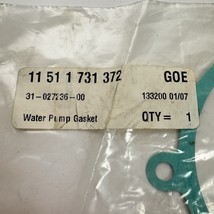 11 51 1 731 372 GOE
31-027236-00 133200 01/07
Water Pump Gasket QTY = 1